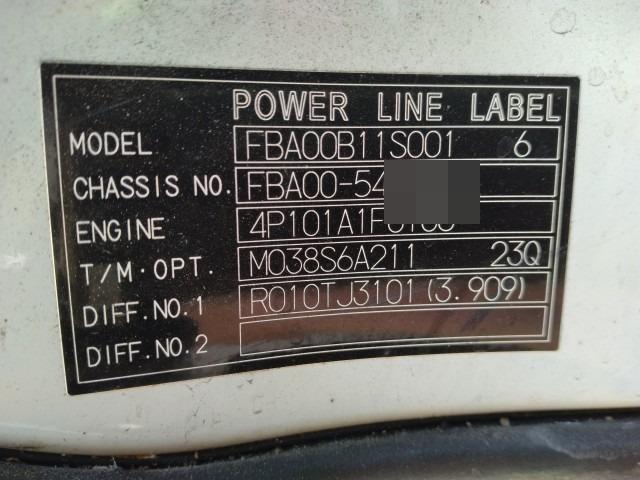 POWER LINE LABEL
MODEL FBA00B11S001 6
CHASSIS NO. FBA00-54
ENGINE
T/M·OPT. M038S6A211 23Q
DIFF.NO.1 R010TJ3101(3.909)
DIFF.NO.2